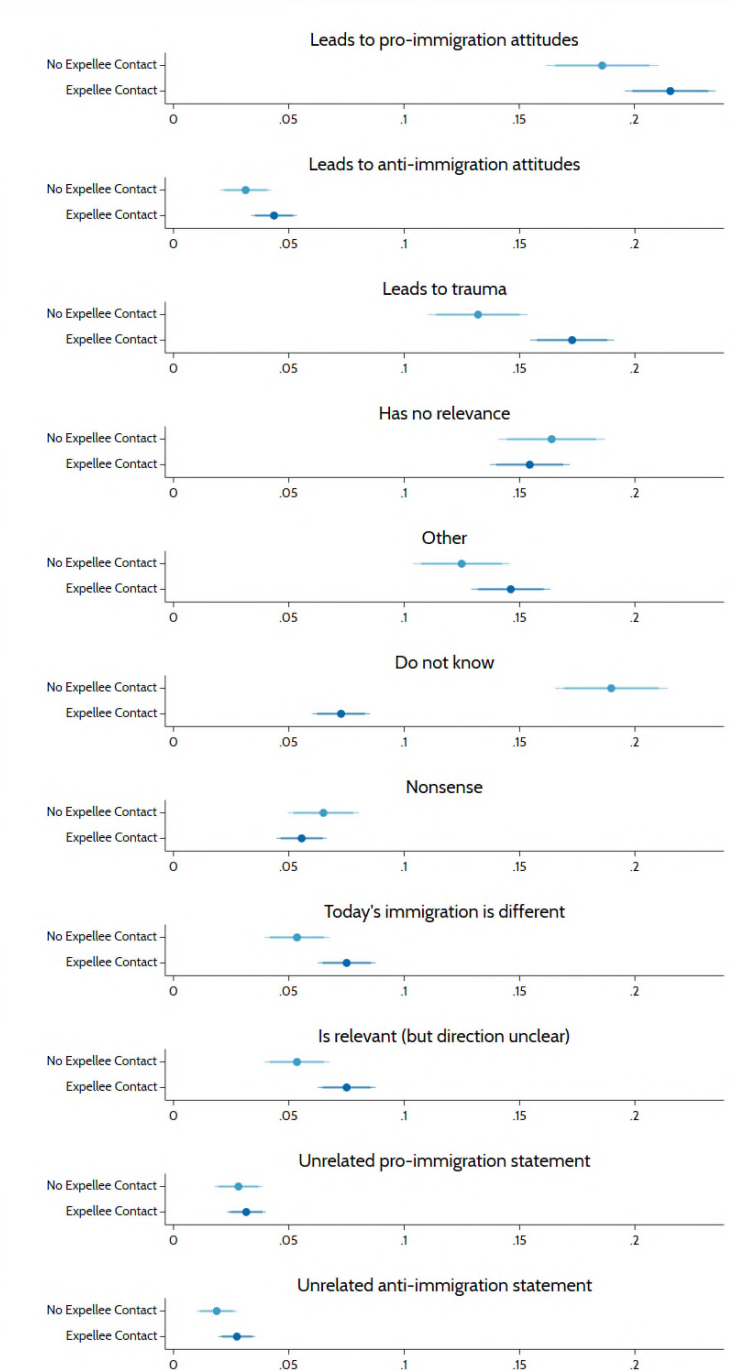 Leads to pro-immigration attitudes
No Expellee Contact
Expellee Contact
0 .05 .1 .15 .2
Leads to anti-immigration attitudes
No Expellee Contact
Expellee Contact
0 .05 .1 .15 .2
Leads to trauma
No Expellee Contact
Expellee Contact
0 .05 .1 .15 .2
Has no relevance
No Expellee Contact
Expellee Contact
0 .05 .1 .15 .2
Other
No Expellee Contact
Expellee Contact
0 .05 .1 .15 .2
Do not know
No Expellee Contact
Expellee Contact
0 .05 .1 .15 .2
Nonsense
No Expellee Contact
Expellee Contact
0 .05 .1 .15 .2
Today's immigration is different
No Expellee Contact
Expellee Contact
0 .05 .1 .15 .2
Is relevant (but direction unclear)
No Expellee Contact
Expellee Contact
0 .05 .1 .15 .2
Unrelated pro-immigration statement
No Expellee Contact
Expellee Contact
0 .05 .1 .15 .2
Unrelated anti-immigration statement
No Expellee Contact
Expellee Contact
0 .05 .1 .15 .2